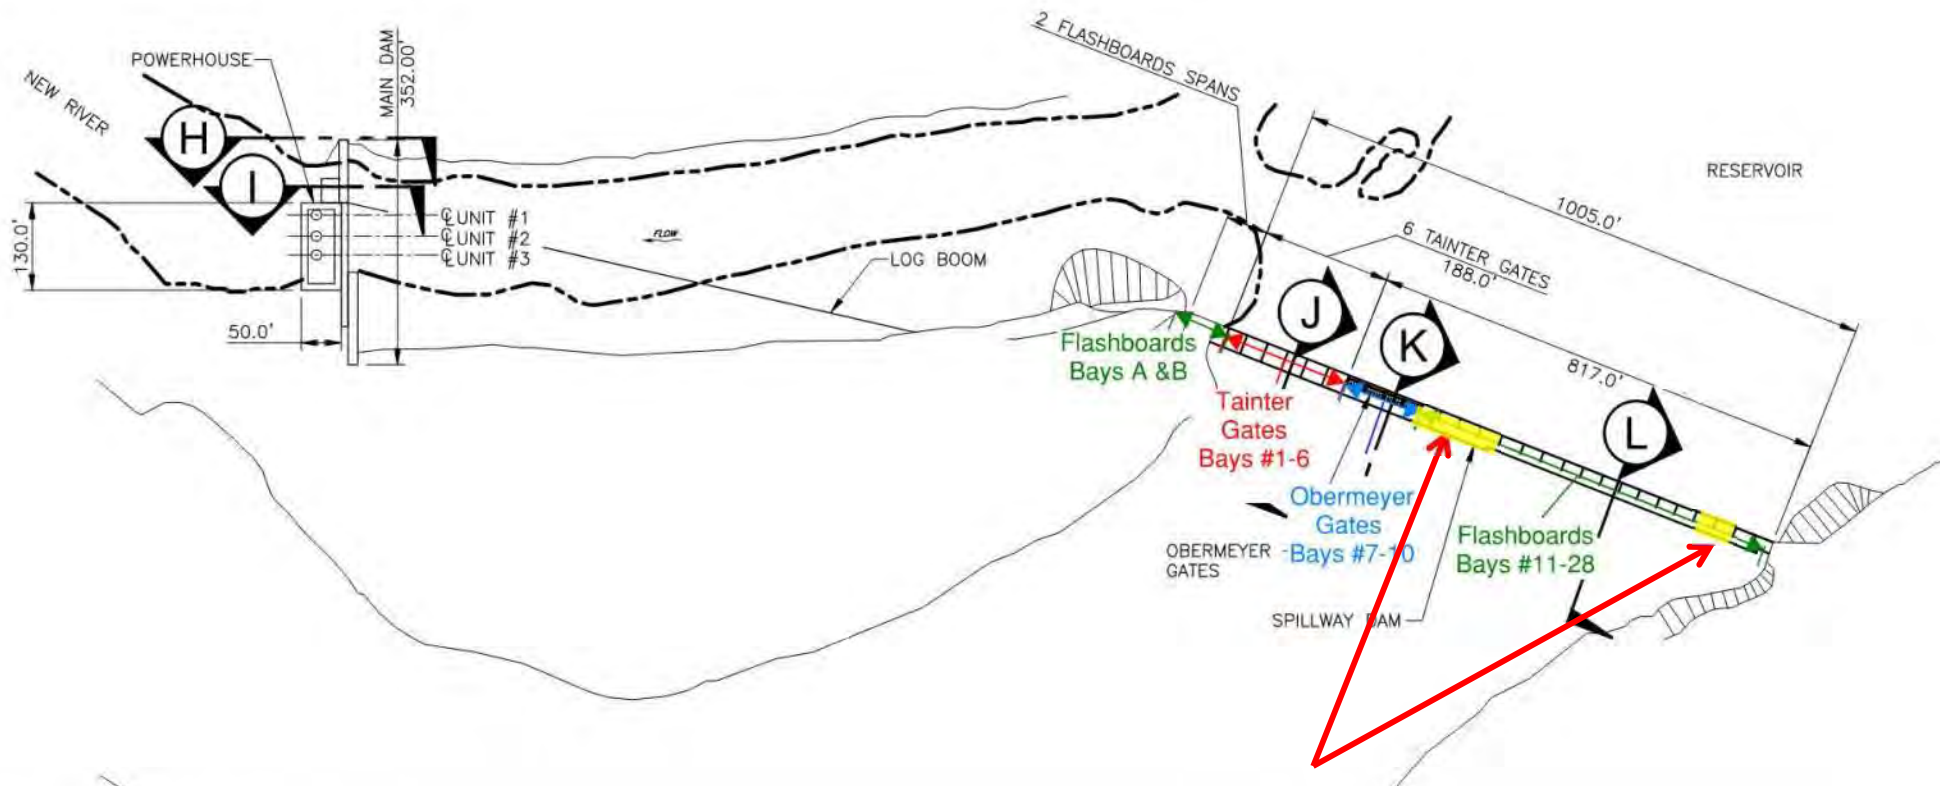 2 FLASHBOARDS SPANS
POWERHOUSE
MAIN DAM
352.00'
NEW RIVER
H
I
RESERVOIR
1005.0'
6 TAINTER GATES
188.0'
130.0'
℄ UNIT #1
℄ UNIT #2
℄ UNIT #3
FLOW
LOG BOOM
50.0'
J
K
L
817.0'
Flashboards
Bays A &B
Tainter
Gates
Bays #1-6
Obermeyer
Gates
Bays #7-10
OBERMEYER
GATES
Flashboards
Bays #11-28
SPILLWAY DAM